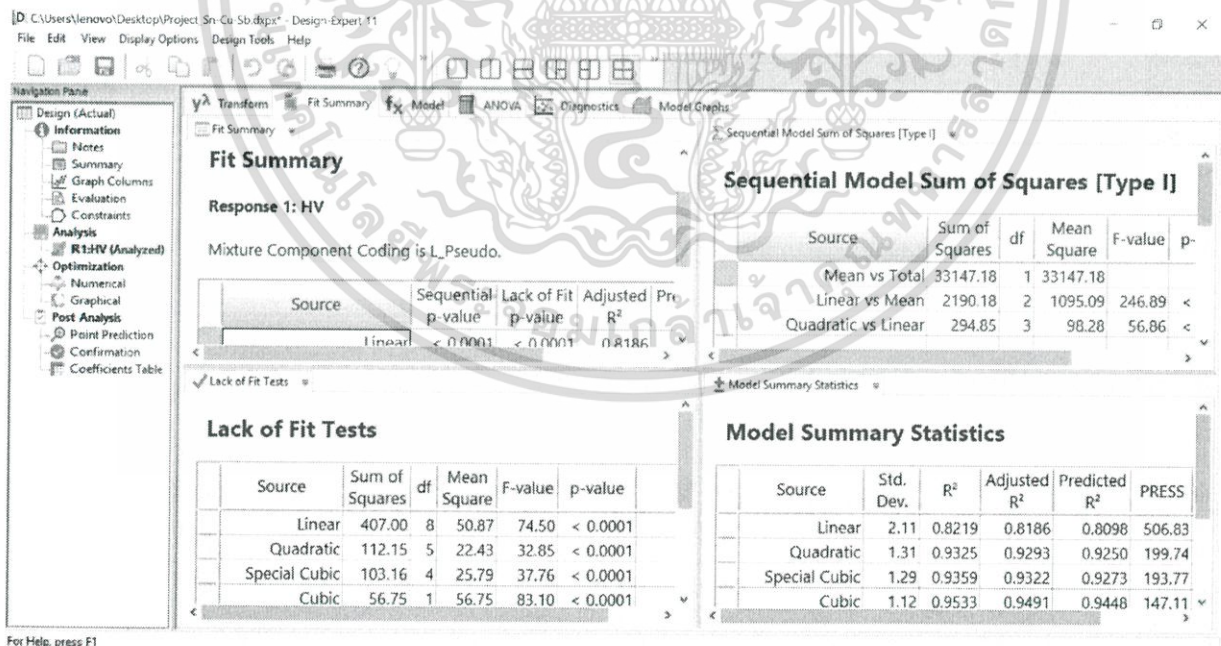 C:\Users\lenovo\Desktop\Project Sn-Cu-Sb.dxpx* - Design-Expert 11
File Edit View Display Options Design Tools Help
Navigation Pane
Design (Actual)
Information
Notes
Summary
Graph Columns
Evaluation
Constraints
Analysis
R1:HV (Analyzed)
Optimization
Numerical
Graphical
Post Analysis
Point Prediction
Confirmation
Coefficients Table
yλ Transform Fit Summary fx Model ANOVA Diagnostics Model Graphs
Fit Summary
Fit Summary
Response 1: HV
Mixture Component Coding is L_Pseudo.
Source Sequential p-value Lack of Fit p-value Adjusted R² Pre
Linear < 0.0001 < 0.0001 0.8186
Σ Sequential Model Sum of Squares [Type I]
Sequential Model Sum of Squares [Type I]
Source Sum of Squares df Mean Square F-value p-
Mean vs Total 33147.18 1 33147.18
Linear vs Mean 2190.18 2 1095.09 246.89 <
Quadratic vs Linear 294.85 3 98.28 56.86 <
Lack of Fit Tests
Lack of Fit Tests
Source Sum of Squares df Mean Square F-value p-value
Linear 407.00 8 50.87 74.50 < 0.0001
Quadratic 112.15 5 22.43 32.85 < 0.0001
Special Cubic 103.16 4 25.79 37.76 < 0.0001
Cubic 56.75 1 56.75 83.10 < 0.0001
Model Summary Statistics
Model Summary Statistics
Source Std. Dev. R² Adjusted R² Predicted R² PRESS
Linear 2.11 0.8219 0.8186 0.8098 506.83
Quadratic 1.31 0.9325 0.9293 0.9250 199.74
Special Cubic 1.29 0.9359 0.9322 0.9273 193.77
Cubic 1.12 0.9533 0.9491 0.9448 147.11
For Help, press F1